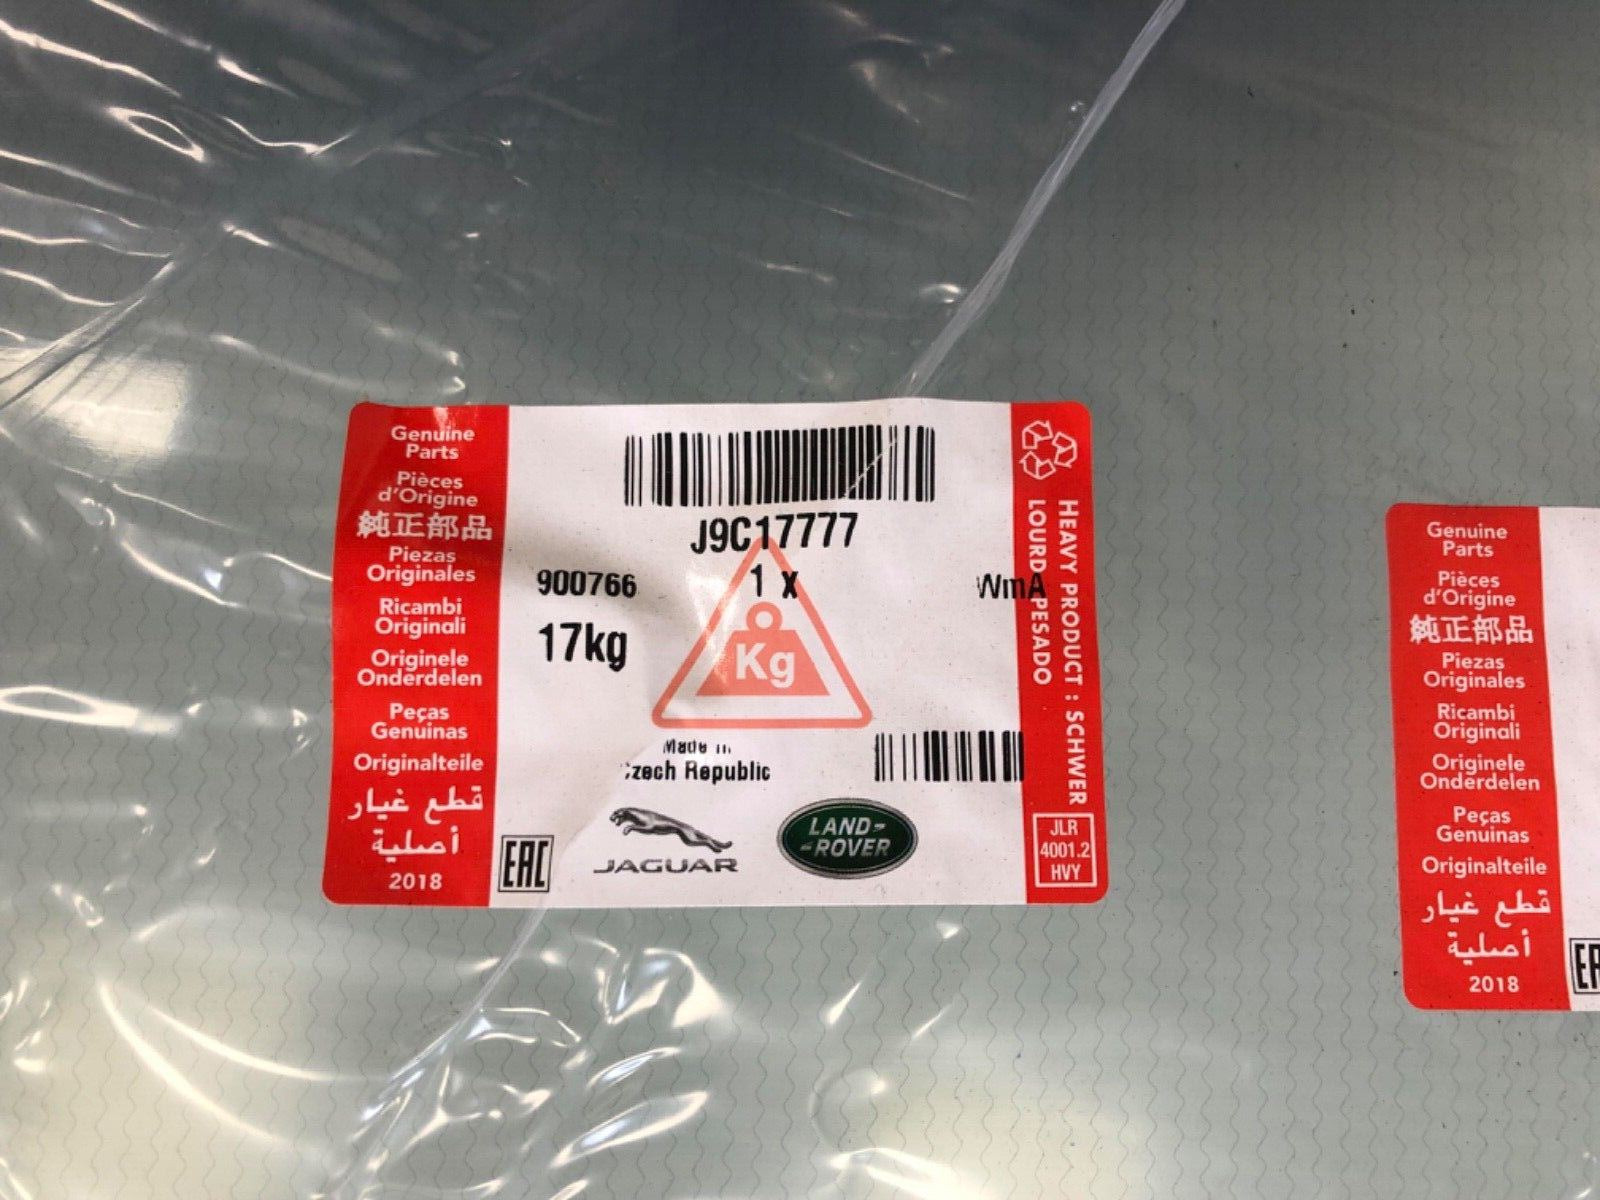 Genuine
Parts
Pièces
d'Origine
純正部品
Piezas
Originales
Ricambi
Originali
Originele
Onderdelen
Peças
Genuinas
Originalteile
قطع غيار
أصلية
2018
EAC
J9C17777
900766 1 x WmA
17kg
Kg
Made in
Czech Republic
JAGUAR
LAND-
-ROVER
HEAVY PRODUCT : SCHWER
LOURD PESADO
JLR
4001.2
HVY
Genuine
Parts
Pièces
d'Origine
純正部品
Piezas
Originales
Ricambi
Originali
Originele
Onderdelen
Peças
Genuinas
Originalteile
قطع غيار
أصلية
2018